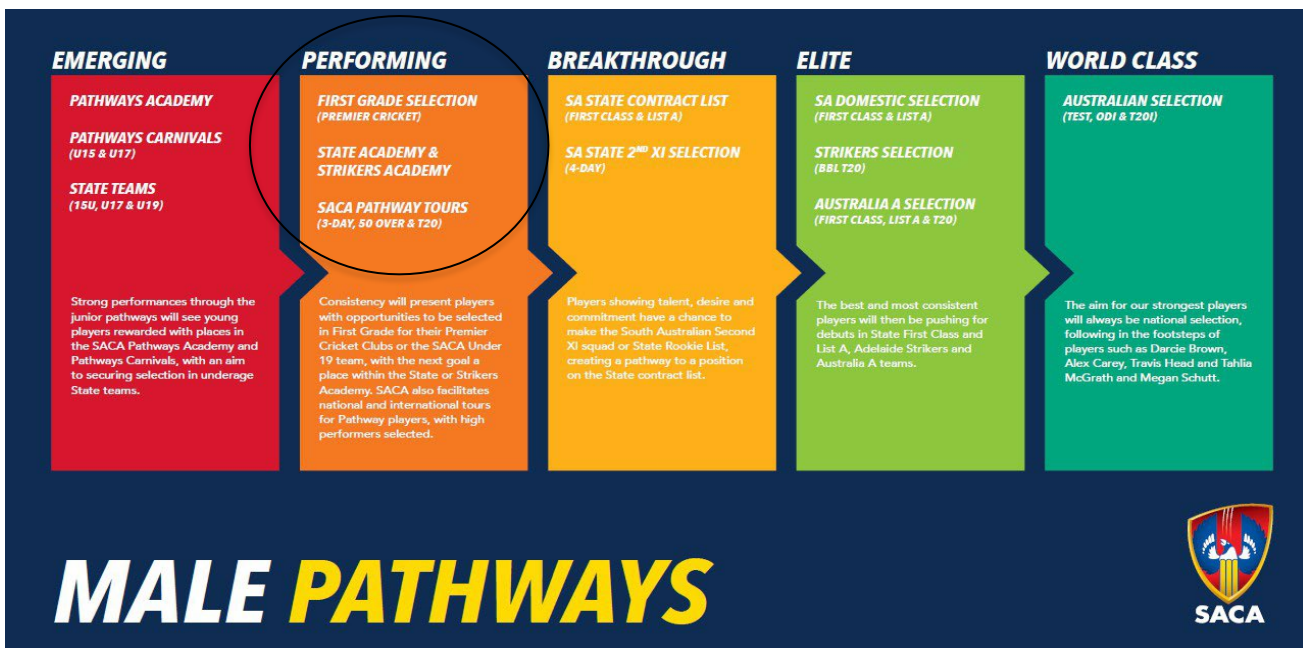 EMERGING
PATHWAYS ACADEMY
PATHWAYS CARNIVALS
(U15 & U17)
STATE TEAMS
(15U, U17 & U19)
Strong performances through the
junior pathways will see young
players rewarded with places in
the SACA Pathways Academy and
Pathways Carnivals, with an aim
to securing selection in underage
State teams.
PERFORMING
FIRST GRADE SELECTION
(PREMIER CRICKET)
STATE ACADEMY &
STRIKERS ACADEMY
SACA PATHWAY TOURS
(3-DAY, 50 OVER & T20)
Consistency will present players
with opportunities to be selected
in First Grade for their Premier
Cricket Clubs or the SACA Under
19 team, with the next goal a
place within the State or Strikers
Academy. SACA also facilitates
national and international tours
for Pathway players, with high
performers selected.
BREAKTHROUGH
SA STATE CONTRACT LIST
(FIRST CLASS & LIST A)
SA STATE 2ND XI SELECTION
(4-DAY)
Players showing talent, desire and
commitment have a chance to
make the South Australian Second
XI squad or State Rookie List,
creating a pathway to a position
on the State contract list.
ELITE
SA DOMESTIC SELECTION
(FIRST CLASS & LIST A)
STRIKERS SELECTION
(BBL T20)
AUSTRALIA A SELECTION
(FIRST CLASS, LIST A & T20)
The best and most consistent
players will then be pushing for
debuts in State First Class and
List A, Adelaide Strikers and
Australia A teams.
WORLD CLASS
AUSTRALIAN SELECTION
(TEST, ODI & T20I)
The aim for our strongest players
will always be national selection,
following in the footsteps of
players such as Darcie Brown,
Alex Carey, Travis Head and Tahlia
McGrath and Megan Schutt.
MALE PATHWAYS
SACA